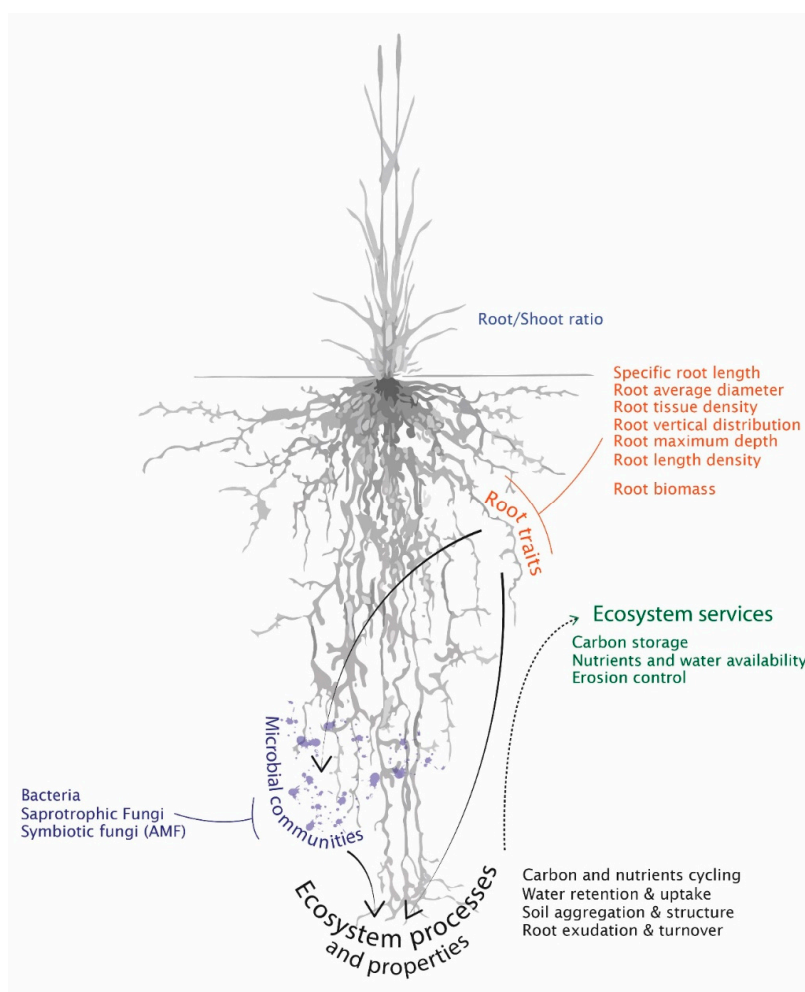 Root/Shoot ratio
Specific root length
Root average diameter
Root tissue density
Root vertical distribution
Root maximum depth
Root length density
Root biomass
Root traits
Ecosystem services
Carbon storage
Nutrients and water availability
Erosion control
Microbial communities
Bacteria
Saprotrophic Fungi
Symbiotic fungi (AMF)
Ecosystem processes
and properties
Carbon and nutrients cycling
Water retention & uptake
Soil aggregation & structure
Root exudation & turnover